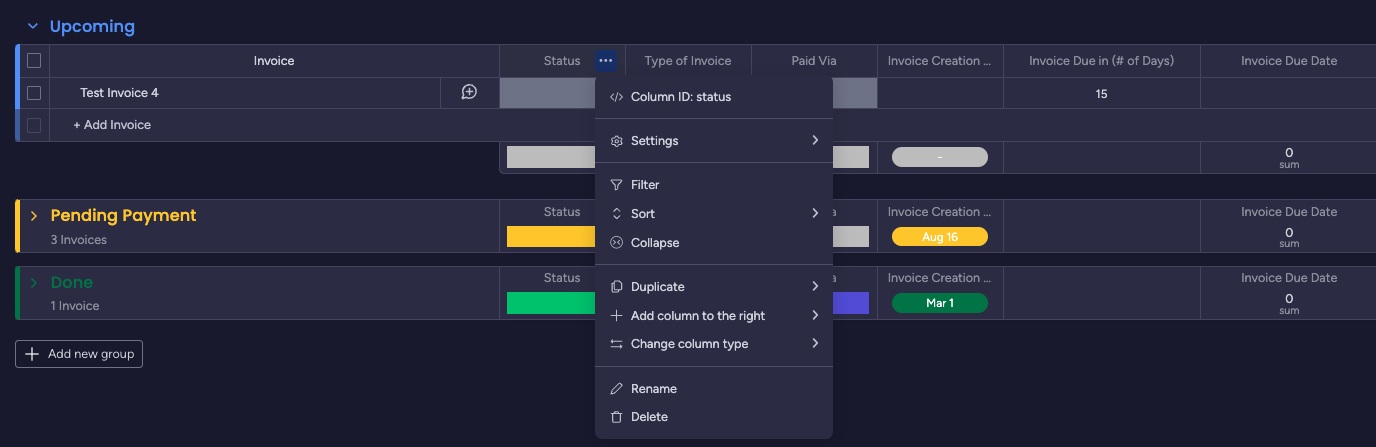 Upcoming
Invoice Status Type of Invoice Paid Via Invoice Creation ... Invoice Due in (# of Days) Invoice Due Date
Test Invoice 4 15
+ Add Invoice
- 0
sum
Column ID: status
Settings
Filter
Sort
Collapse
Duplicate
Add column to the right
Change column type
Rename
Delete
Pending Payment Status a Invoice Creation ... Invoice Due Date
3 Invoices Aug 16 0
sum
Done Status a Invoice Creation ... Invoice Due Date
1 Invoice Mar 1 0
sum
Add new group